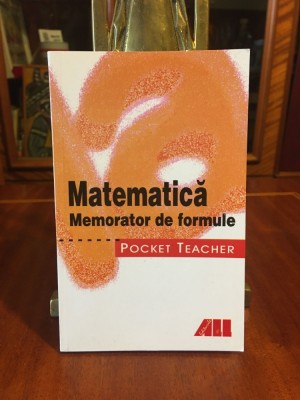 Matematică
Memorator de formule
POCKET TEACHER
ALL